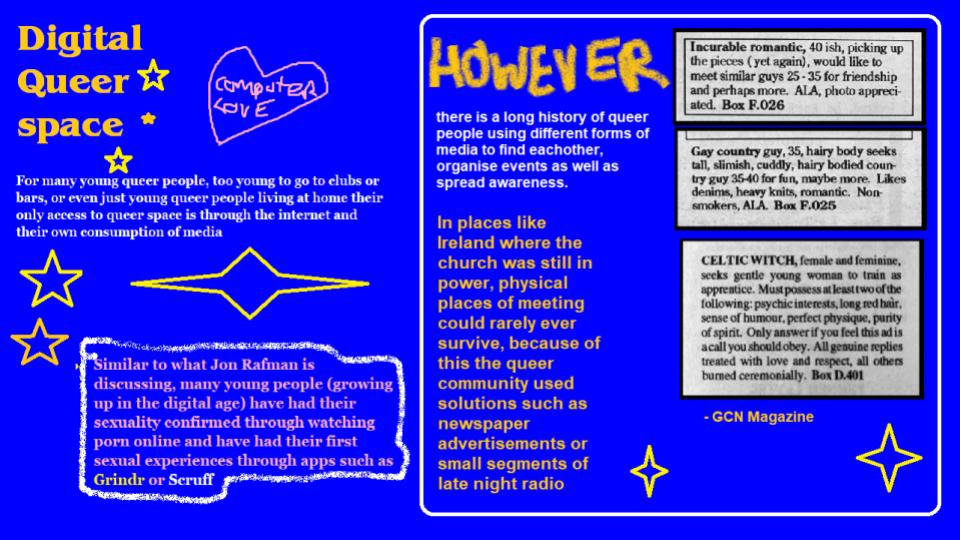 Digital
Queer
space
computer
LOVE
For many young queer people, too young to go to clubs or
bars, or even just young queer people living at home their
only access to queer space is through the internet and
their own consumption of media
Similar to what Jon Rafman is
discussing, many young people (growing
up in the digital age) have had their
sexuality confirmed through watching
porn online and have had their first
sexual experiences through apps such as
Grindr or Scruff
HOWEVER
there is a long history of queer
people using different forms of
media to find eachother,
organise events as well as
spread awareness.
In places like
Ireland where the
church was still in
power, physical
places of meeting
could rarely ever
survive, because of
this the queer
community used
solutions such as
newspaper
advertisements or
small segments of
late night radio
Incurable romantic, 40 ish, picking up
the pieces (yet again), would like to
meet similar guys 25 - 35 for friendship
and perhaps more. ALA, photo appreci-
ated. Box F.026
Gay country guy, 35, hairy body seeks
tall, slimish, cuddly, hairy bodied coun-
try guy 35-40 for fun, maybe more. Likes
denims, heavy knits, romantic. Non-
smokers, ALA. Box F.025
CELTIC WITCH, female and feminine,
seeks gentle young woman to train as
apprentice. Must possess at least two of the
following: psychic interests, long red hair,
sense of humour, perfect physique, purity
of spirit. Only answer if you feel this ad is
a call you should obey. All genuine replies
treated with love and respect, all others
burned ceremonially. Box D.401
- GCN Magazine